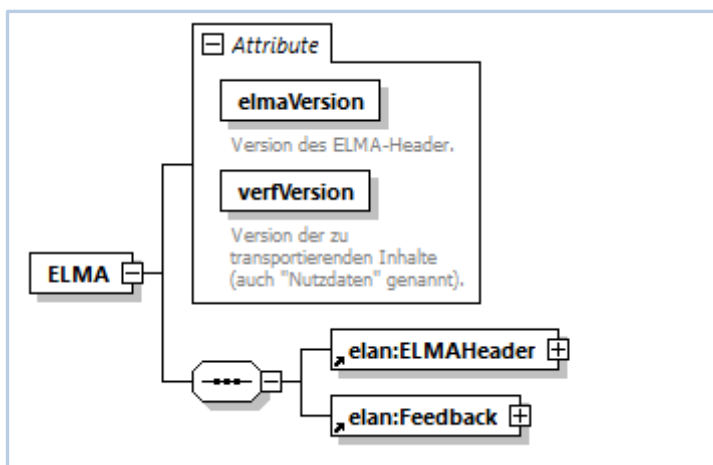 Attribute
elmaVersion
Version des ELMA-Header.
verfVersion
Version der zu
transportierenden Inhalte
(auch "Nutzdaten" genannt).
ELMA
elan:ELMAHeader
elan:Feedback